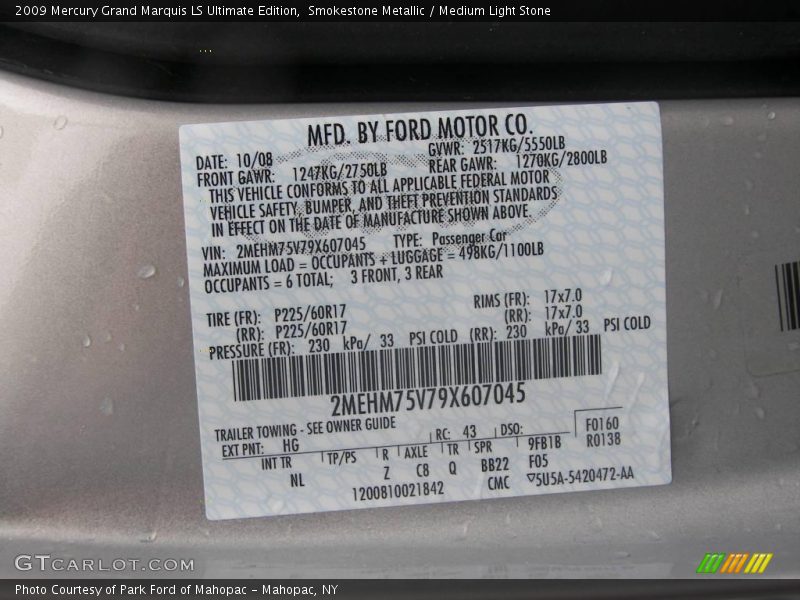 2009 Mercury Grand Marquis LS Ultimate Edition, Smokestone Metallic / Medium Light Stone
MFD. BY FORD MOTOR CO.
DATE: 10/08 GVWR: 2517KG/5550LB
FRONT GAWR: 1247KG/2750LB REAR GAWR: 1270KG/2800LB
THIS VEHICLE CONFORMS TO ALL APPLICABLE FEDERAL MOTOR
VEHICLE SAFETY, BUMPER, AND THEFT PREVENTION STANDARDS
IN EFFECT ON THE DATE OF MANUFACTURE SHOWN ABOVE.
VIN: 2MEHM75V79X607045 TYPE: Passenger Car
MAXIMUM LOAD = OCCUPANTS + LUGGAGE = 498KG/1100LB
OCCUPANTS = 6 TOTAL; 3 FRONT, 3 REAR
TIRE (FR): P225/60R17 RIMS (FR): 17x7.0
(RR): P225/60R17 (RR): 17x7.0
PRESSURE (FR): 230 kPa/ 33 PSI COLD (RR): 230 kPa/ 33 PSI COLD
2MEHM75V79X607045
TRAILER TOWING - SEE OWNER GUIDE
EXT PNT: HG RC: 43 DSO: F0160
INT TR TP/PS R AXLE TR SPR 9FB1B R0138
NL Z C8 Q BB22 F05
1200810021842 CMC ▽5U5A-5420472-AA
GTCARLOT.COM
Photo Courtesy of Park Ford of Mahopac - Mahopac, NY